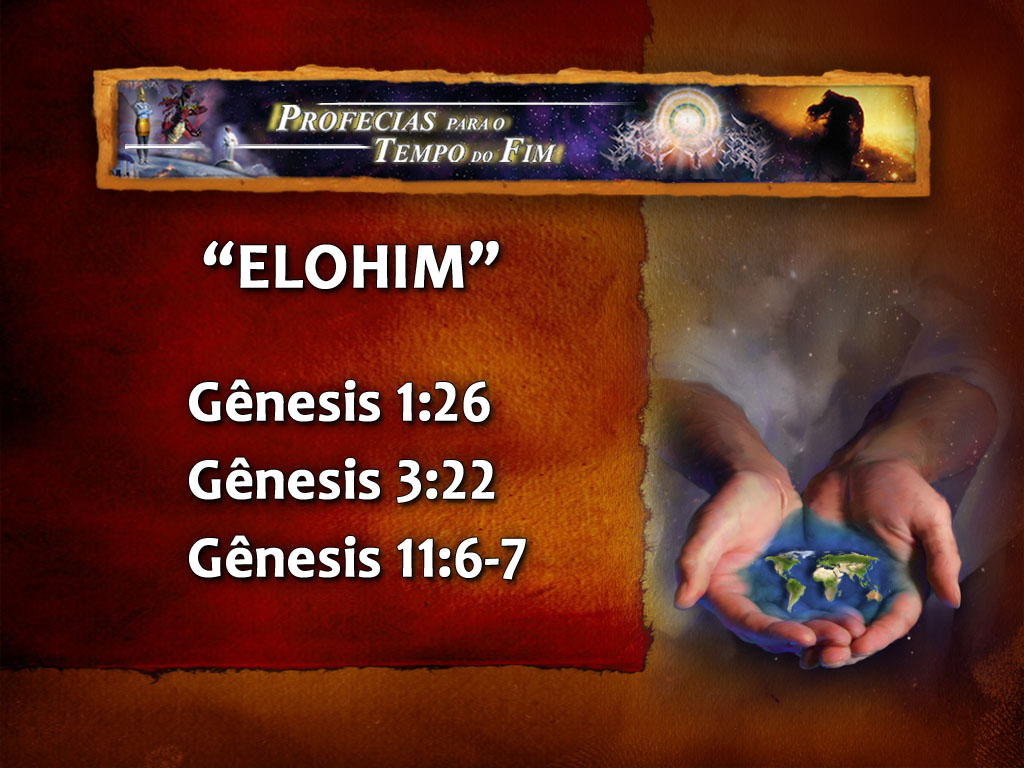 PROFECIAS PARA O
TEMPO DO FIM
“ELOHIM”
Gênesis 1:26
Gênesis 3:22
Gênesis 11:6-7